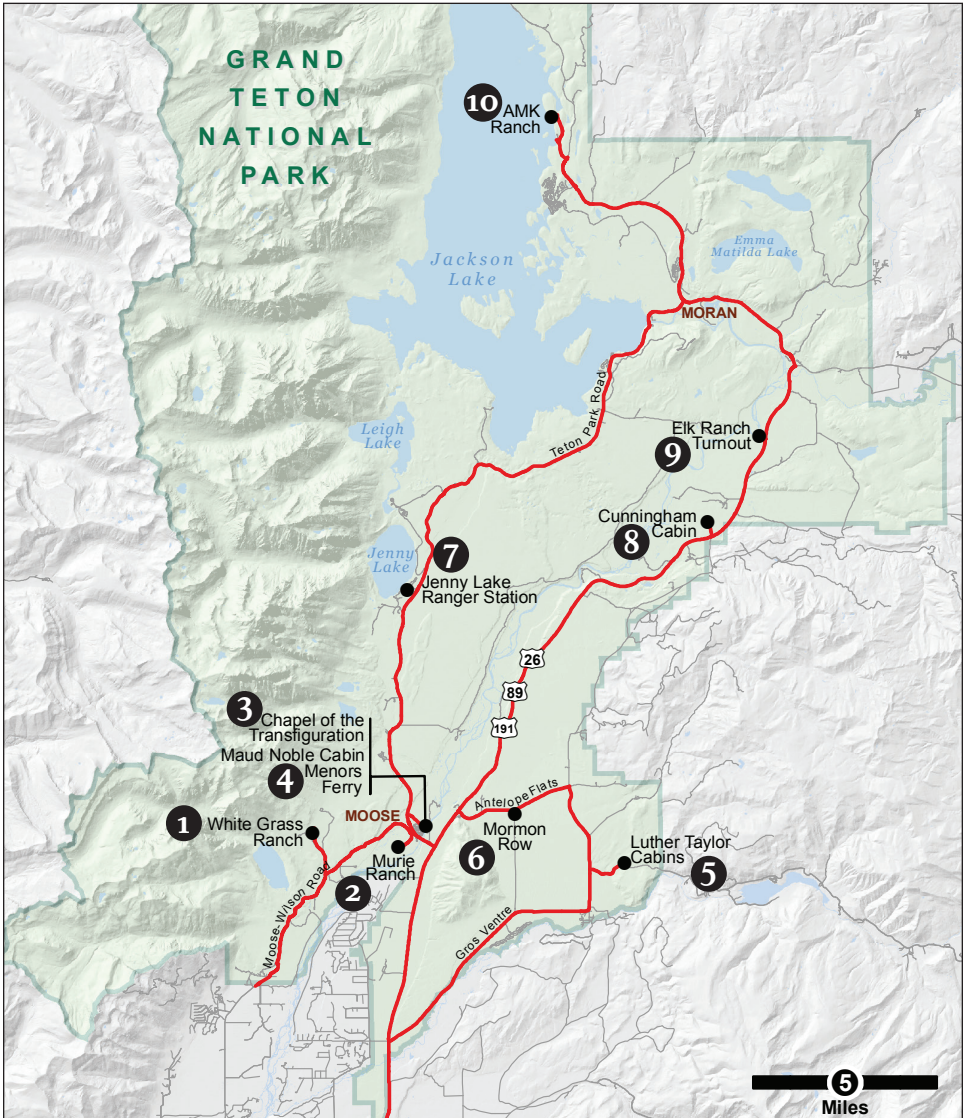 GRAND
TETON
NATIONAL
PARK
10 AMK
Ranch
Jackson
Lake
Emma
Matilda Lake
MORAN
Teton Park Road
Leigh
Lake
Elk Ranch
Turnout
9
Cunningham
Cabin
8
7
Jenny
Lake
Jenny Lake
Ranger Station
26
89
191
3 Chapel of the
Transfiguration
Maud Noble Cabin
4 Menors
Ferry
Antelope Flats
MOOSE
1 White Grass
Ranch
Mormon
Row
6
Murie
Ranch
2
Luther Taylor
Cabins
5
Moose-Wilson Road
Gros Ventre
5
Miles